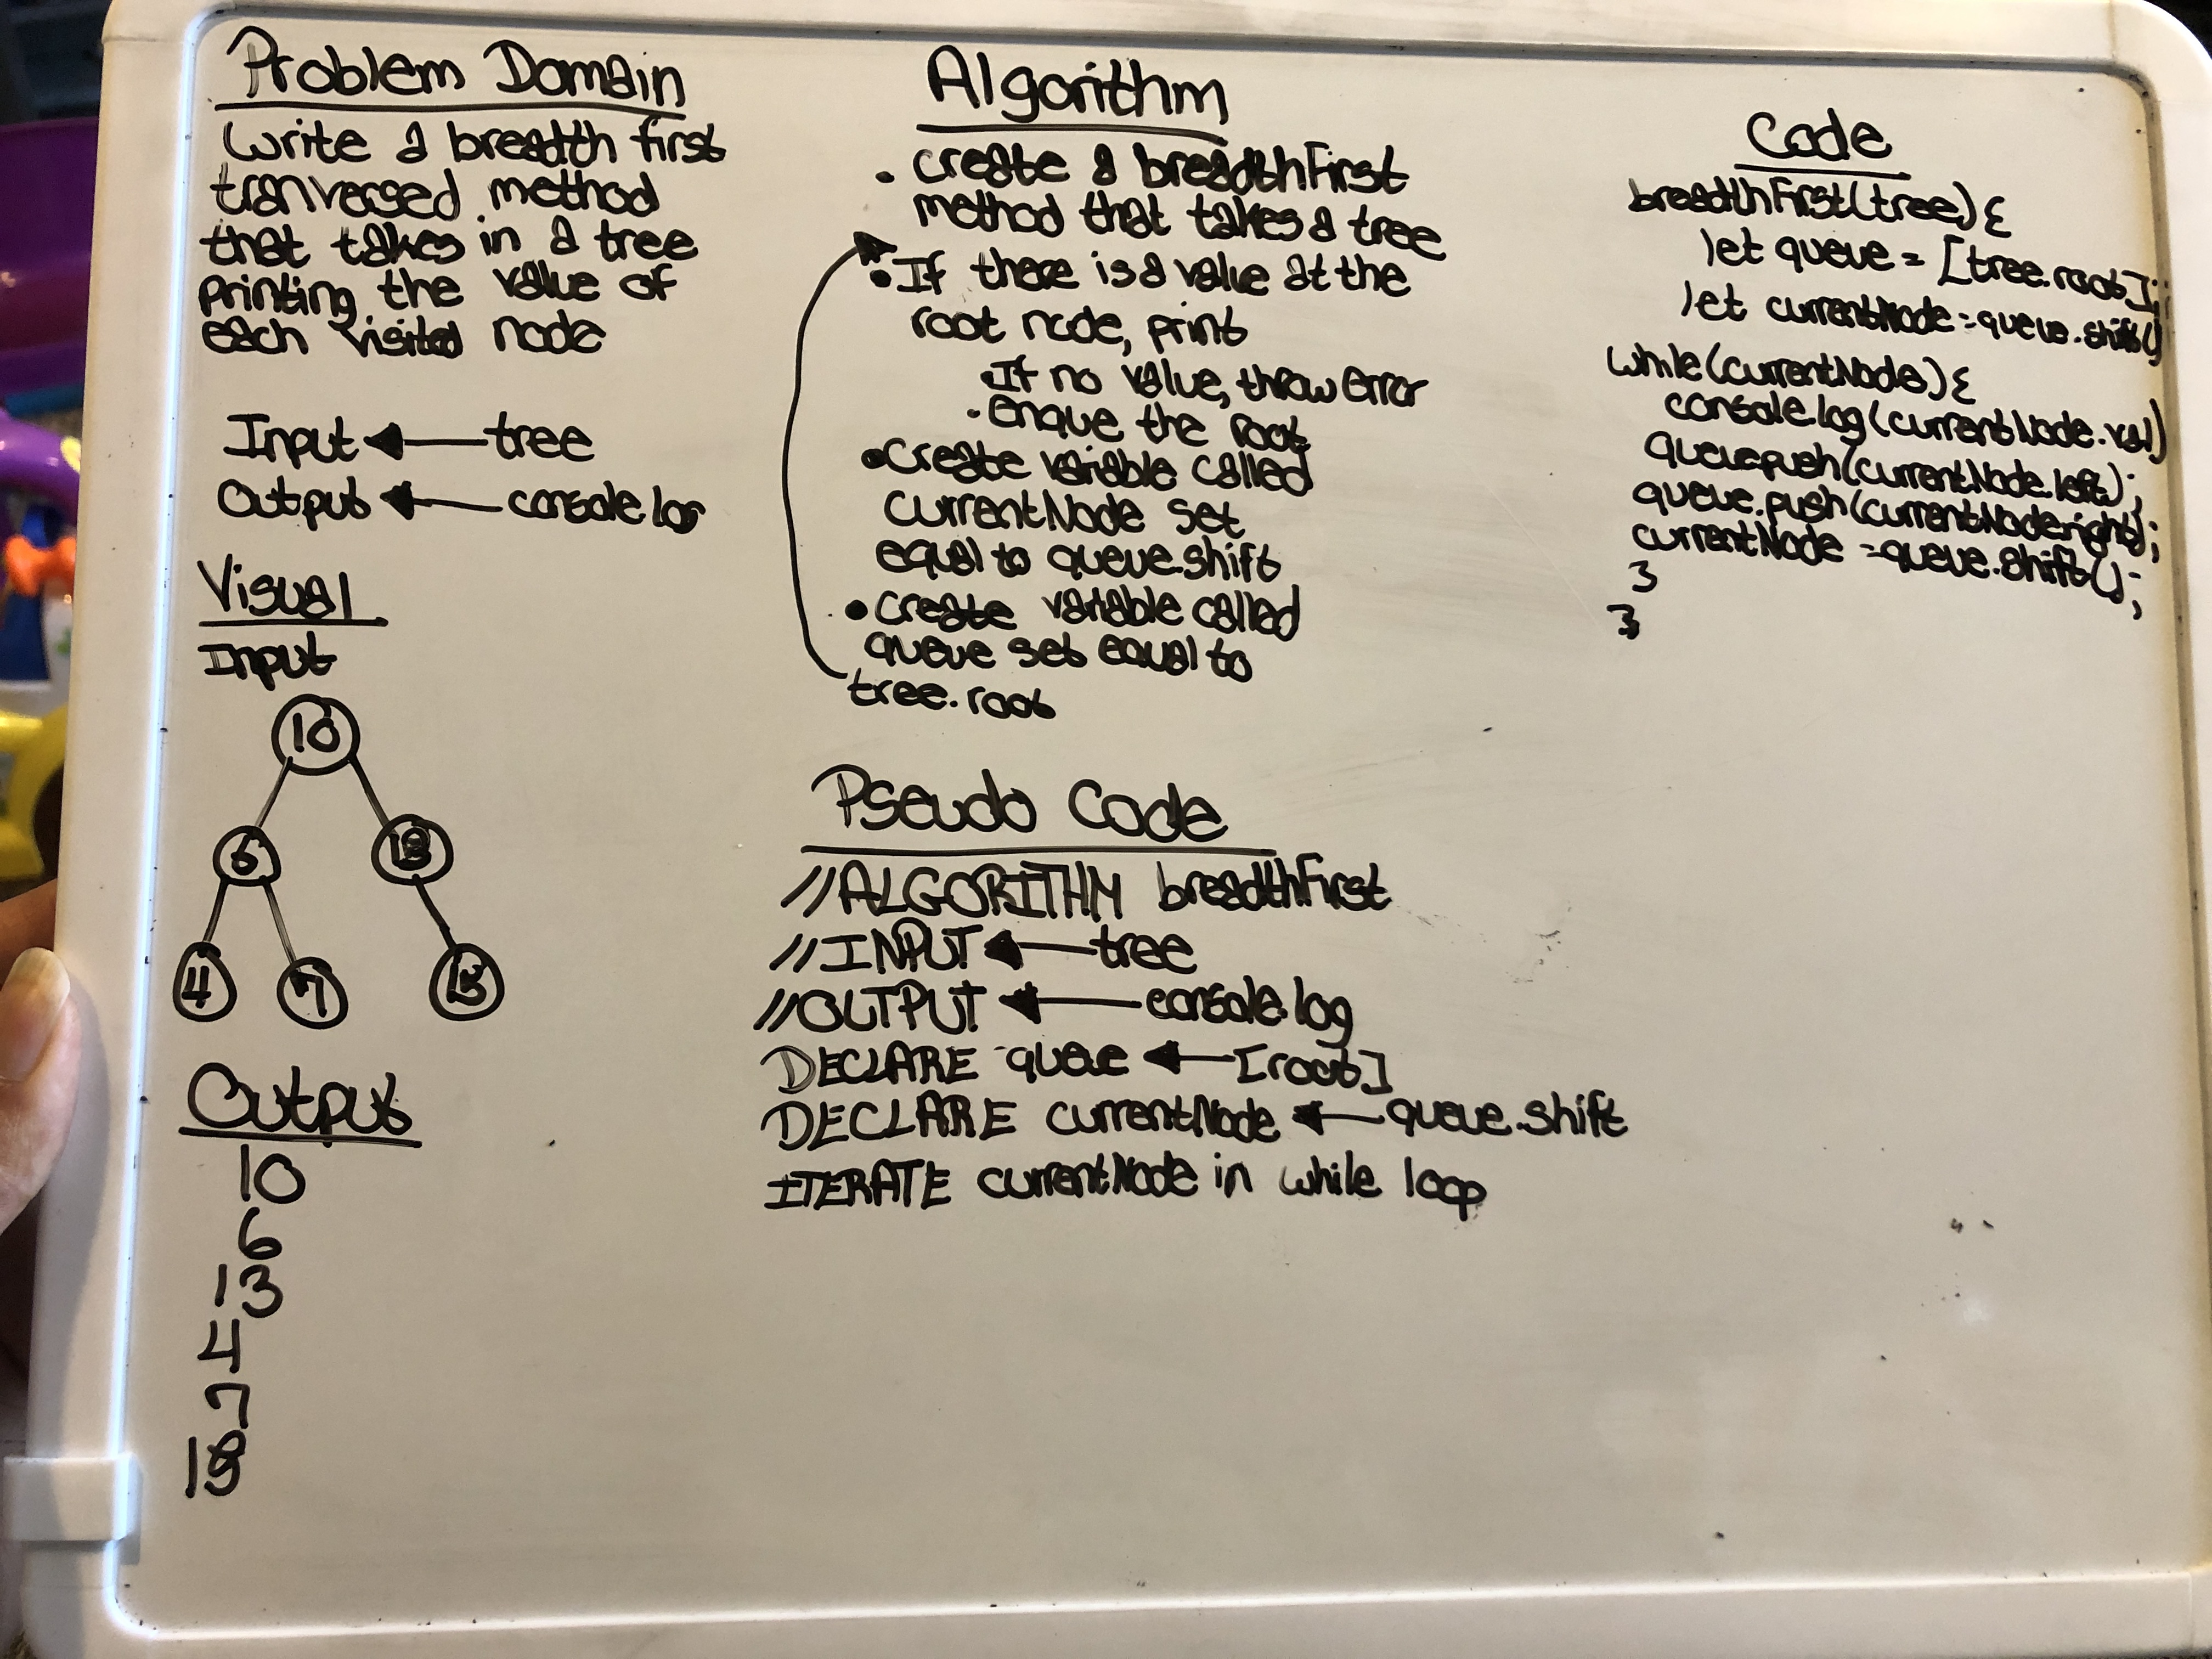 Problem Domain
Write a breadth first
tranversed method
that takes in a tree
printing the value of
each visited node
Input ← tree
Output ← console.log
Visual
Input
10
6
13
4
7
15
Output
10
6
13
4
7
Algorithm
• Create a breadthFirst
method that takes a tree
• If there is a value at the
root node, print
• If no value, throw error
• enque the root
• Create variable called
currentNode set
equal to queue.shift
• Create variable called
queue set equal to
tree.root
Pseudo Code
//ALGORITHM breadthFirst
//INPUT ← tree
//OUTPUT ← console.log
DECLARE queue ← [root]
DECLARE currentNode ← queue.shift
ITERATE currentNode in while loop
Code
breadthFirst(tree) {
let queue = [tree.root];
let currentNode = queue.shift()
while(currentNode) {
console.log(currentNode.val)
queue.push(currentNode.left);
queue.push(currentNode.right);
currentNode = queue.shift();
}
}